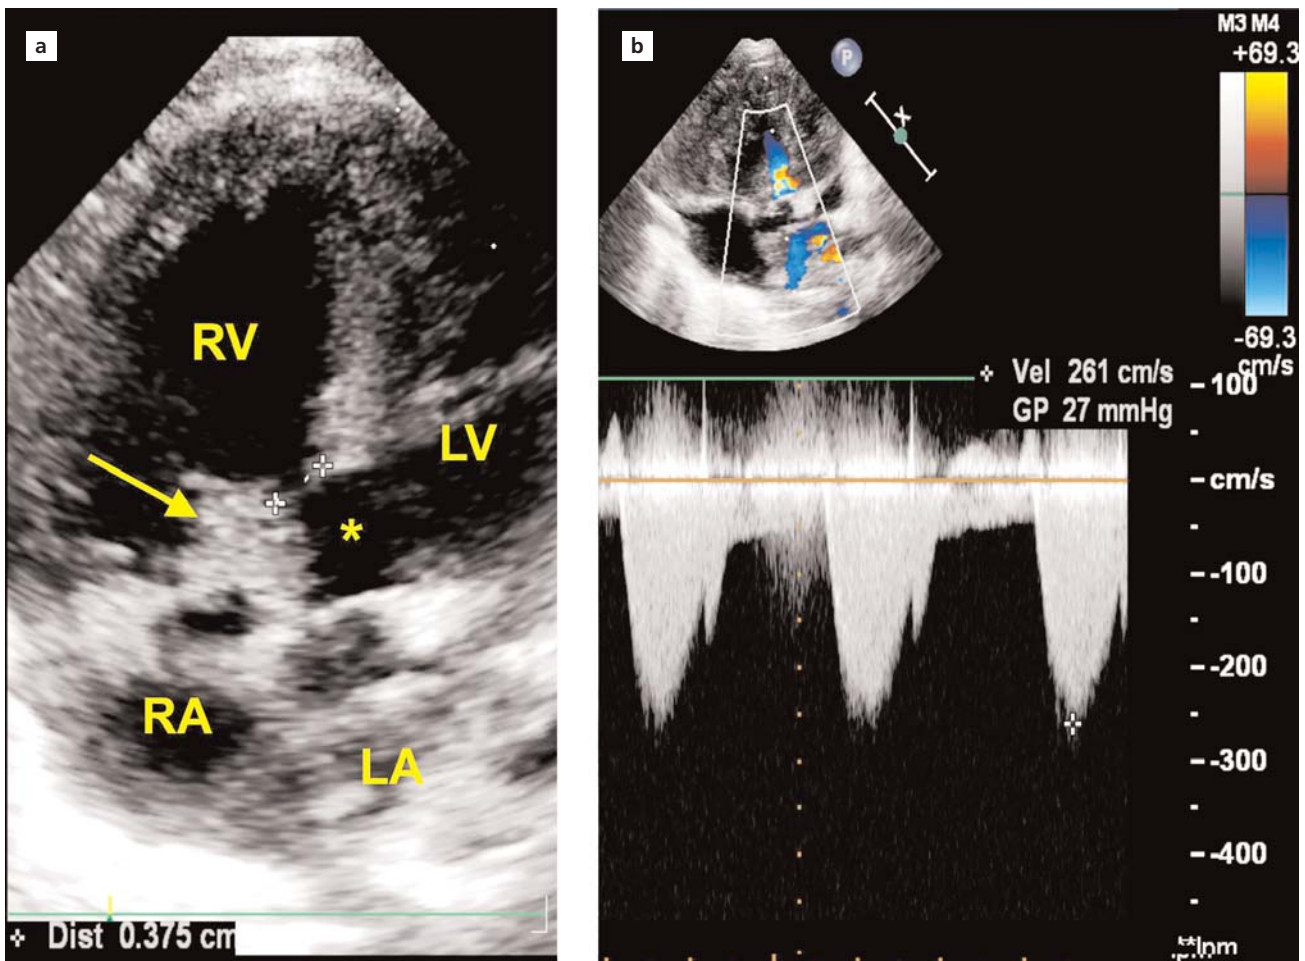 a
RV
LV
*
RA
LA
Dist 0.375 cm
b
P
x
M3 M4
+69.3
-69.3
cm/s
Vel 261 cm/s
GP 27 mmHg
100
cm/s
-100
-200
-300
-400